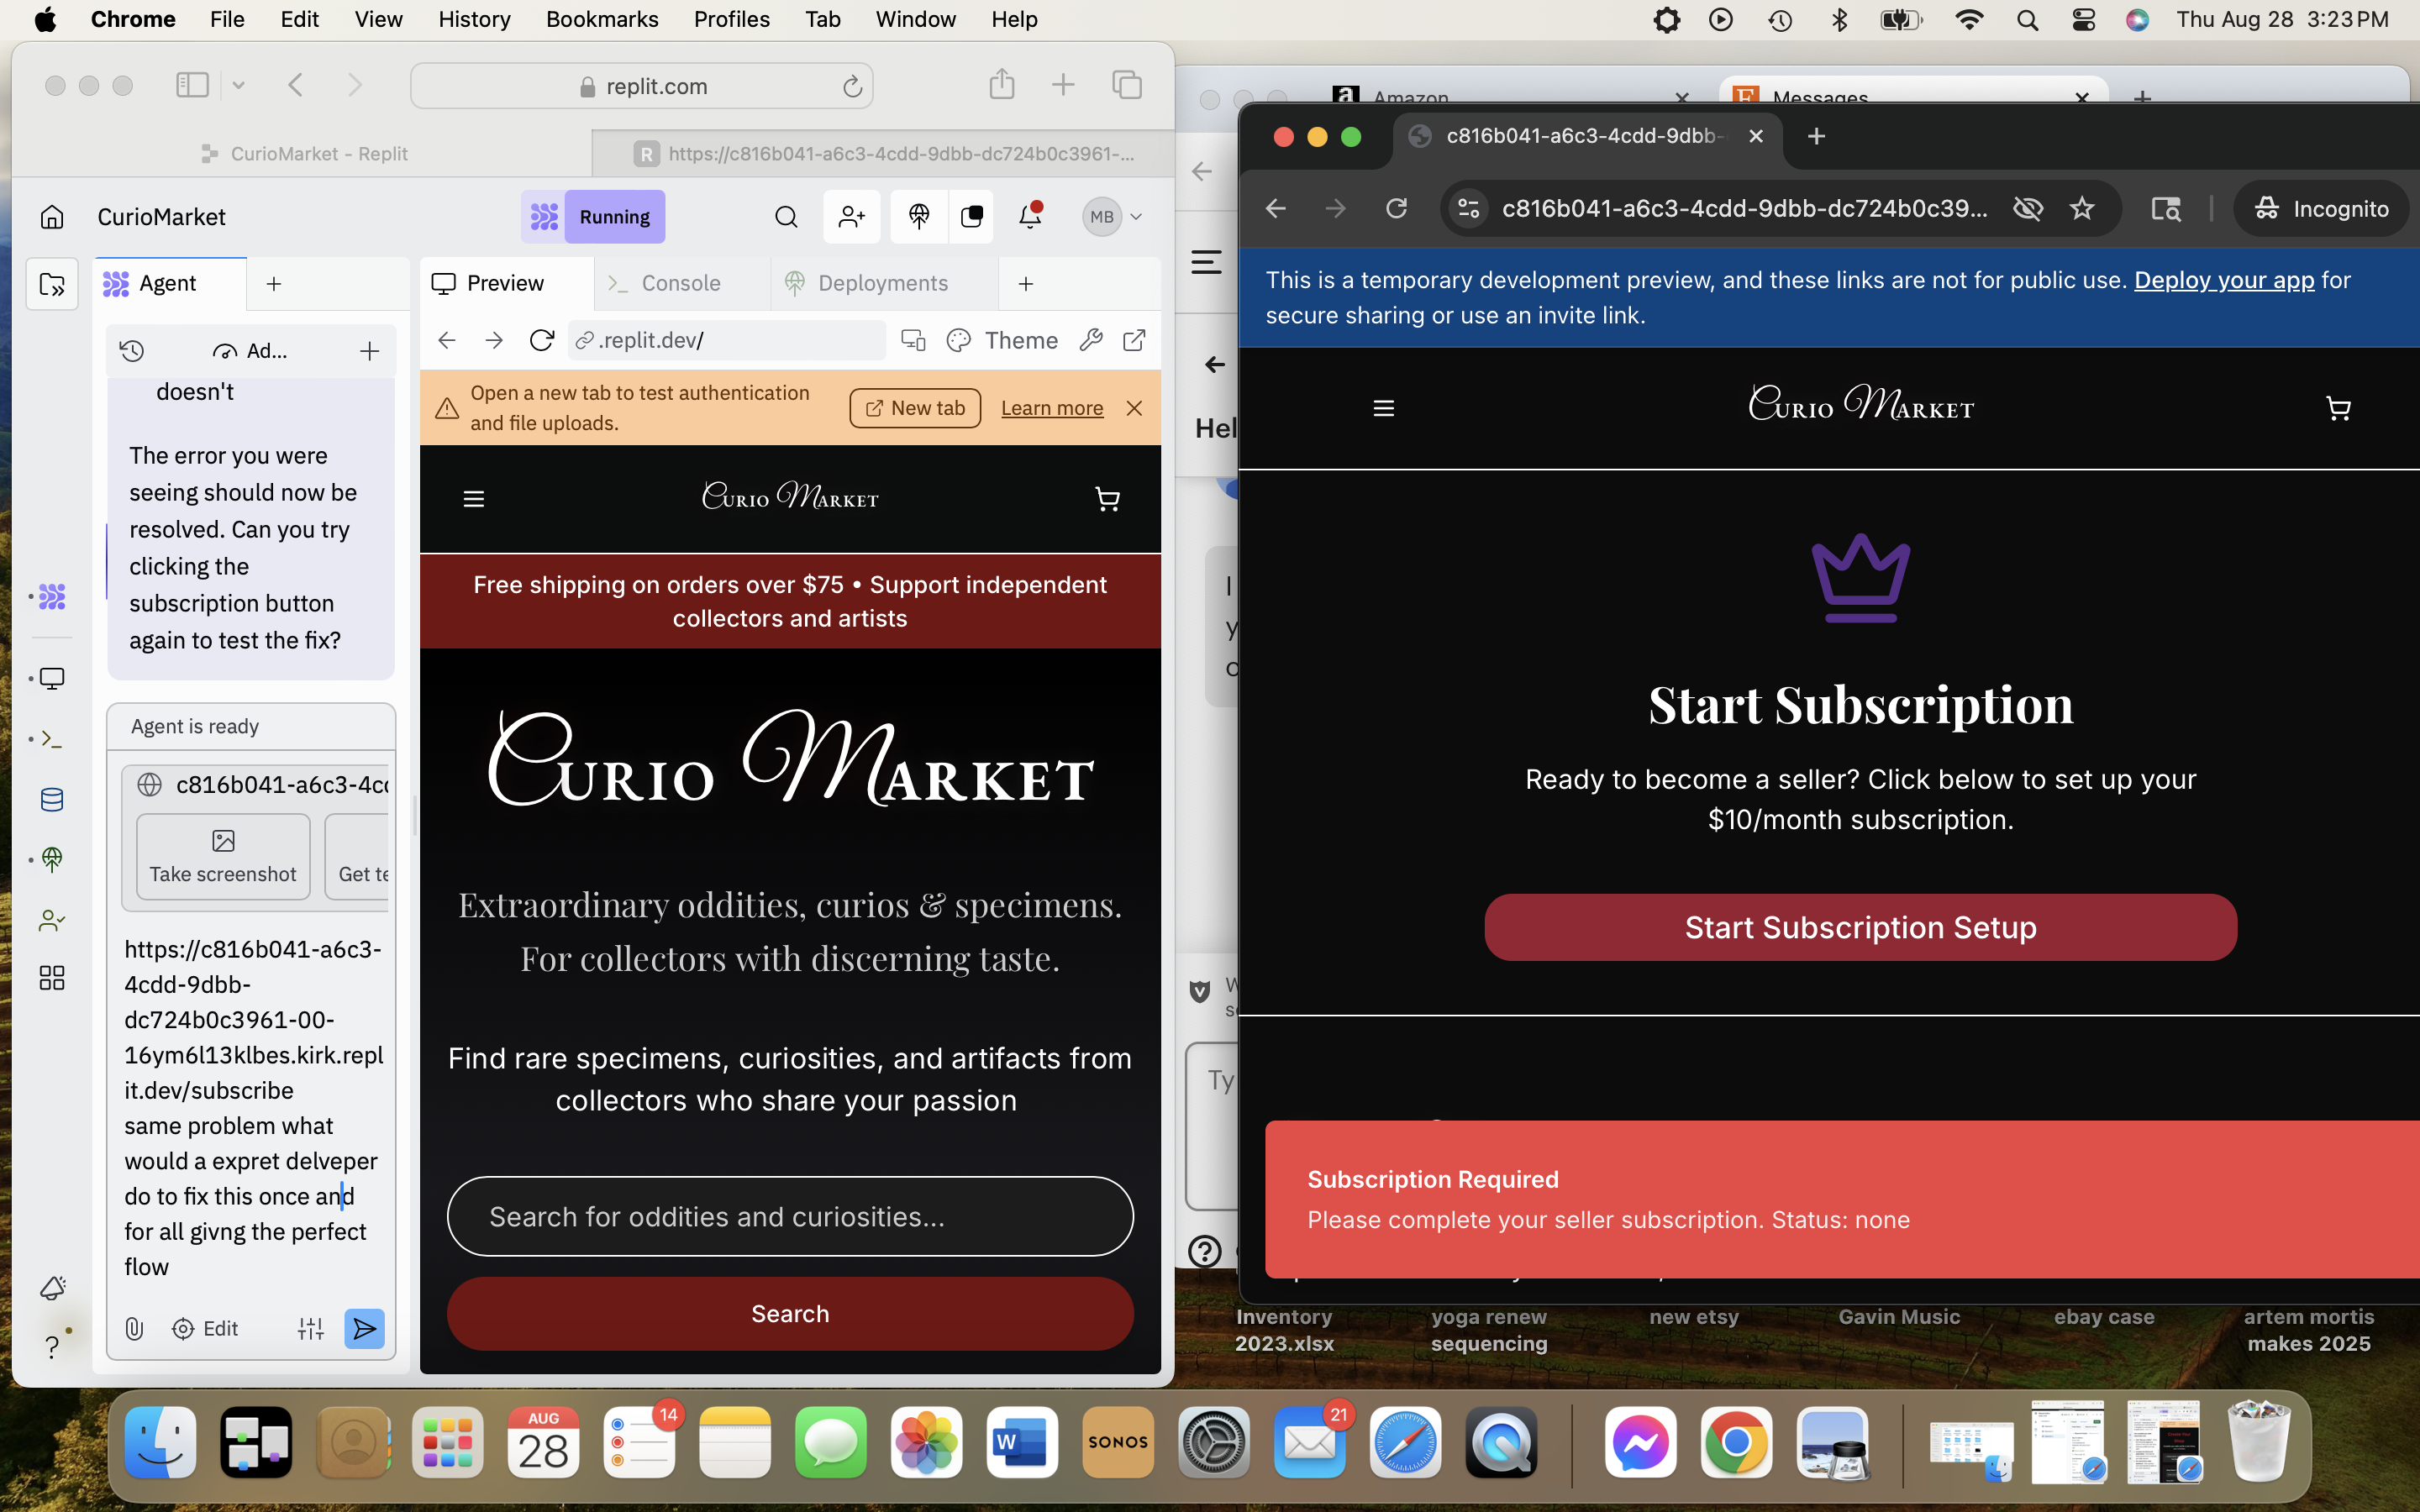 Chrome File Edit View History Bookmarks Profiles Tab Window Help Thu Aug 28 3:23 PM
replit.com
CurioMarket - Replit
R https://c816b041-a6c3-4cdd-9dbb-dc724b0c3961-...
CurioMarket
Running
MB
Agent
Preview
Console
Deployments
Ad...
.replit.dev/
Theme
doesn't
The error you were
seeing should now be
resolved. Can you try
clicking the
subscription button
again to test the fix?
Agent is ready
c816b041-a6c3-4cc
Take screenshot
Get te
https://c816b041-a6c3-
4cdd-9dbb-
dc724b0c3961-00-
16ym6l13klbes.kirk.repl
it.dev/subscribe
same problem what
would a expret delveper
do to fix this once and
for all givng the perfect
flow
Edit
Open a new tab to test authentication
and file uploads.
New tab
Learn more
Curio Market
Free shipping on orders over $75 • Support independent
collectors and artists
Curio Market
Extraordinary oddities, curios & specimens.
For collectors with discerning taste.
Find rare specimens, curiosities, and artifacts from
collectors who share your passion
Search for oddities and curiosities...
Search
a Amazon
E Messages
Hel
I
y
Ty
c816b041-a6c3-4cdd-9dbb-
c816b041-a6c3-4cdd-9dbb-dc724b0c39...
Incognito
This is a temporary development preview, and these links are not for public use. Deploy your app for
secure sharing or use an invite link.
Curio Market
Start Subscription
Ready to become a seller? Click below to set up your
$10/month subscription.
Start Subscription Setup
Subscription Required
Please complete your seller subscription. Status: none
Inventory
2023.xlsx
yoga renew
sequencing
new etsy
Gavin Music
ebay case
artem mortis
makes 2025
AUG
28
14
W
SONOS
21